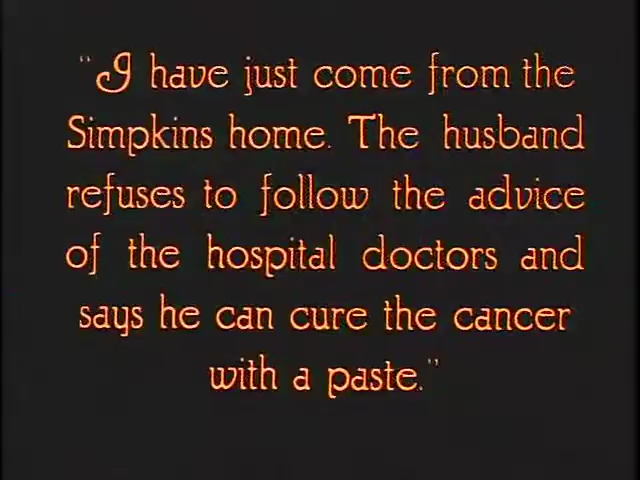 "I have just come from the
Simpkins home. The husband
refuses to follow the advice
of the hospital doctors and
says he can cure the cancer
with a paste."